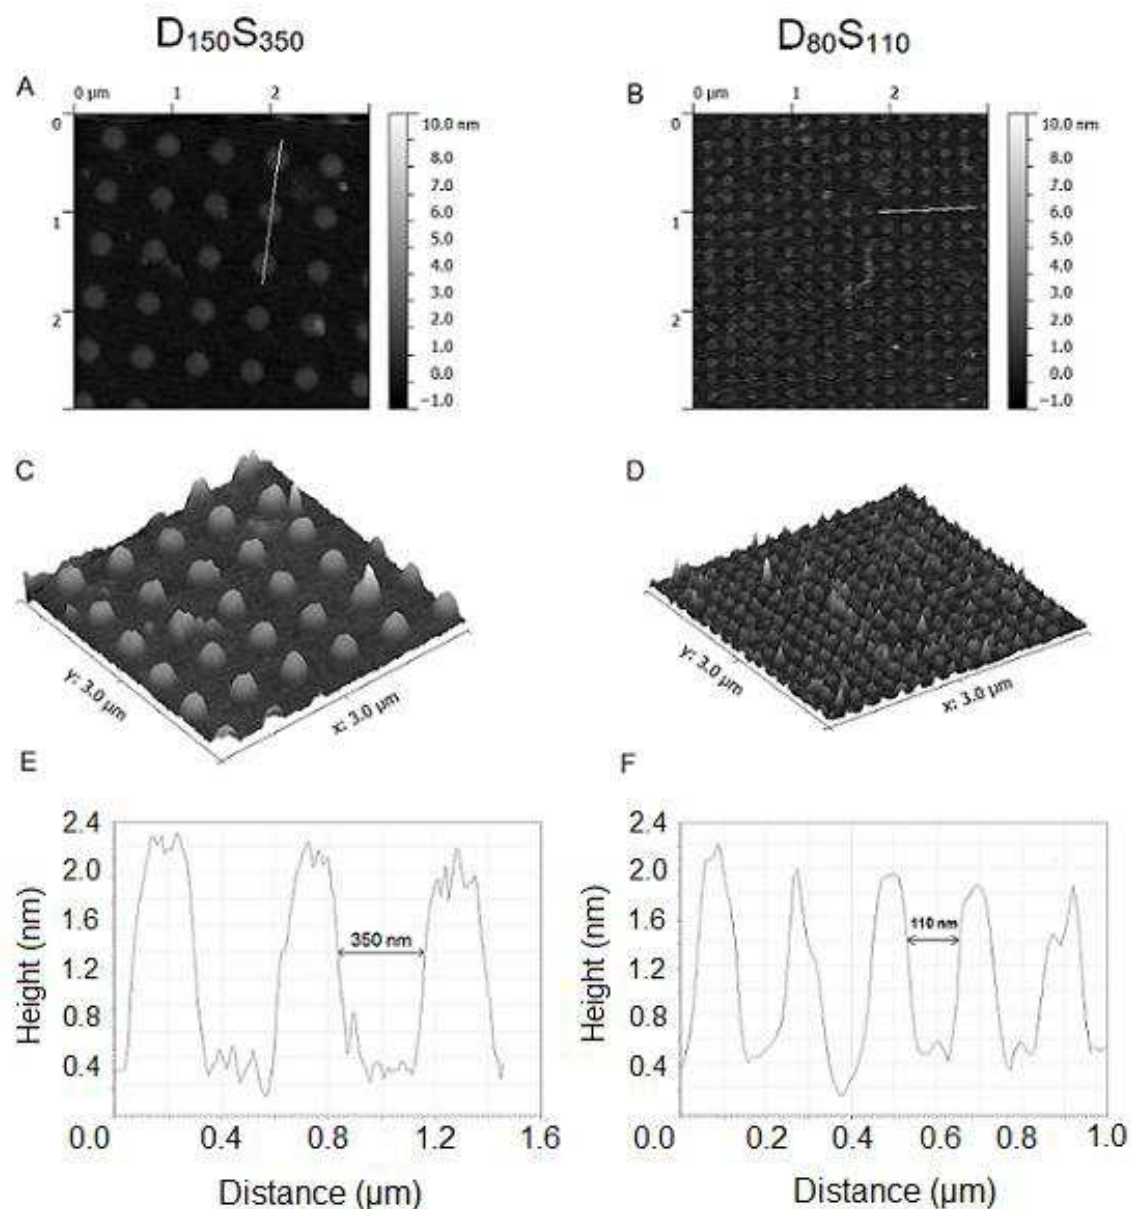 D₁₅₀S₃₅₀ D₈₀S₁₁₀
A
0 µm 1 2
0
1
2
10.0 nm
8.0
7.0
6.0
5.0
4.0
3.0
2.0
1.0
0.0
−1.0
B
0 µm 1 2
0
1
2
10.0 nm
8.0
7.0
6.0
5.0
4.0
3.0
2.0
1.0
0.0
−1.0
C
y: 3.0 µm
x: 3.0 µm
D
y: 3.0 µm
x: 3.0 µm
E
Height (nm)
2.4
2.0
1.6
1.2
0.8
0.4
350 nm
0.0 0.4 0.8 1.2 1.6
Distance (µm)
F
Height (nm)
2.4
2.0
1.6
1.2
0.8
0.4
110 nm
0.0 0.2 0.4 0.6 0.8 1.0
Distance (µm)